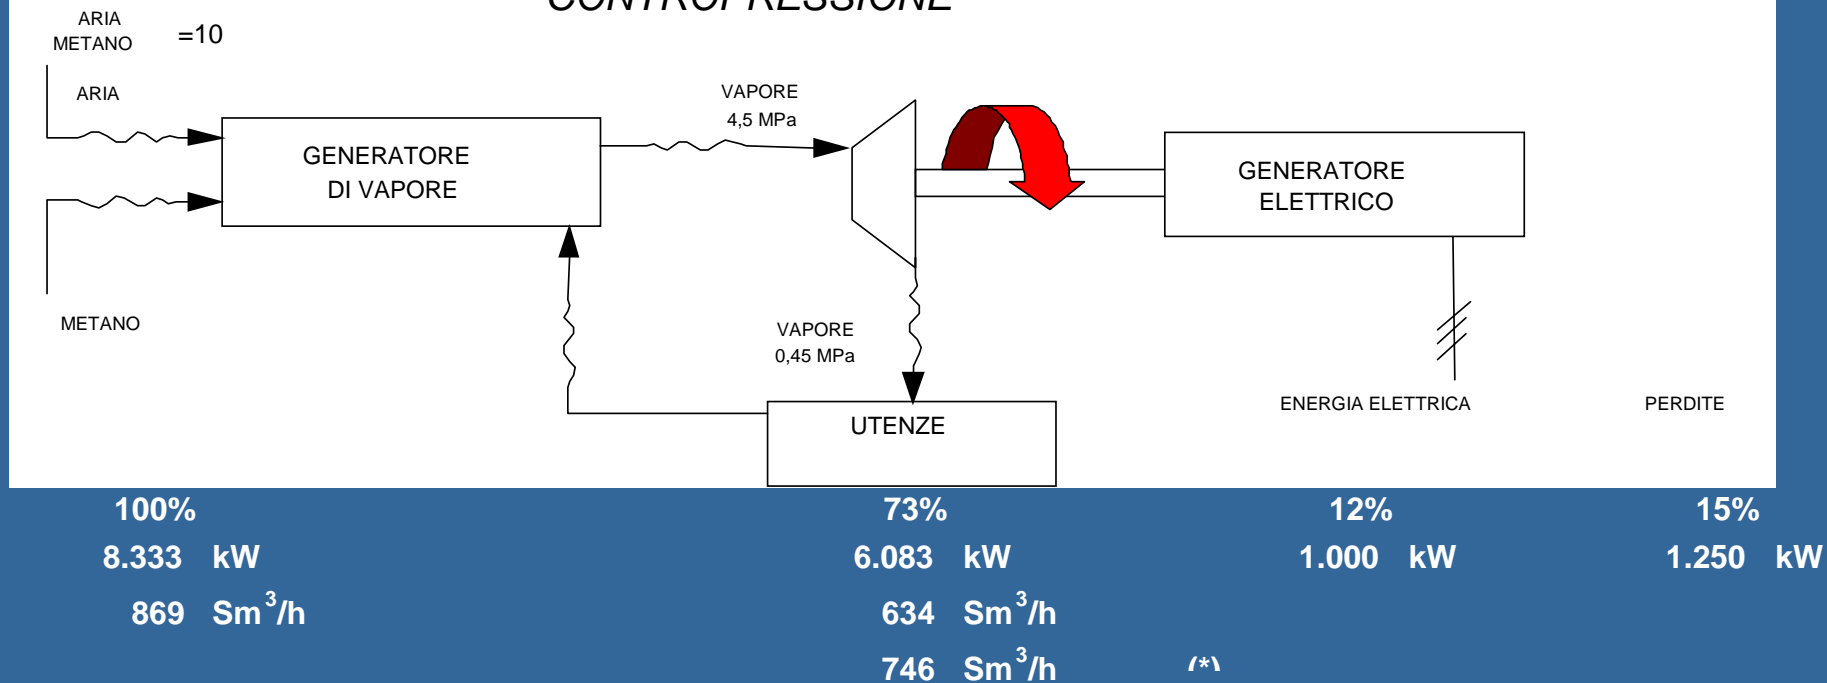 CONTROPRESSIONE
ARIA
METANO =10
ARIA
VAPORE
4,5 MPa
GENERATORE
DI VAPORE
GENERATORE
ELETTRICO
METANO
VAPORE
0,45 MPa
ENERGIA ELETTRICA PERDITE
UTENZE
100% 73% 12% 15%
8.333 kW 6.083 kW 1.000 kW 1.250 kW
869 Sm³/h 634 Sm³/h
746 Sm³/h (*)